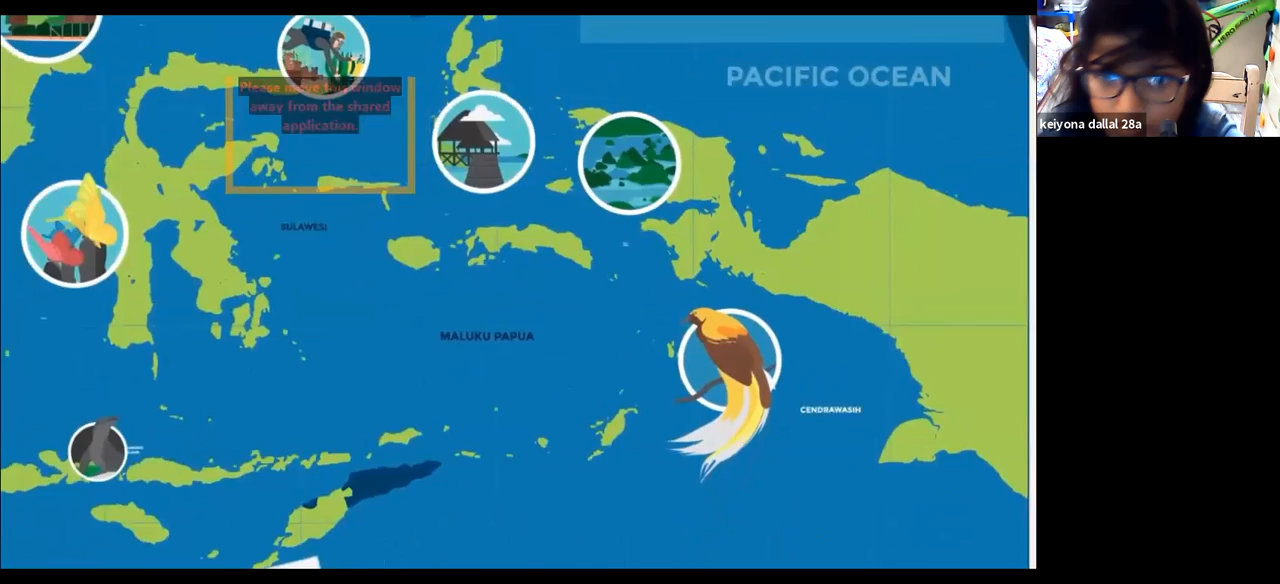 PACIFIC OCEAN
Please move this window
away from the shared
application.
keiyona dallal 28a
SULAWESI
MALUKU PAPUA
CENDRAWASIH